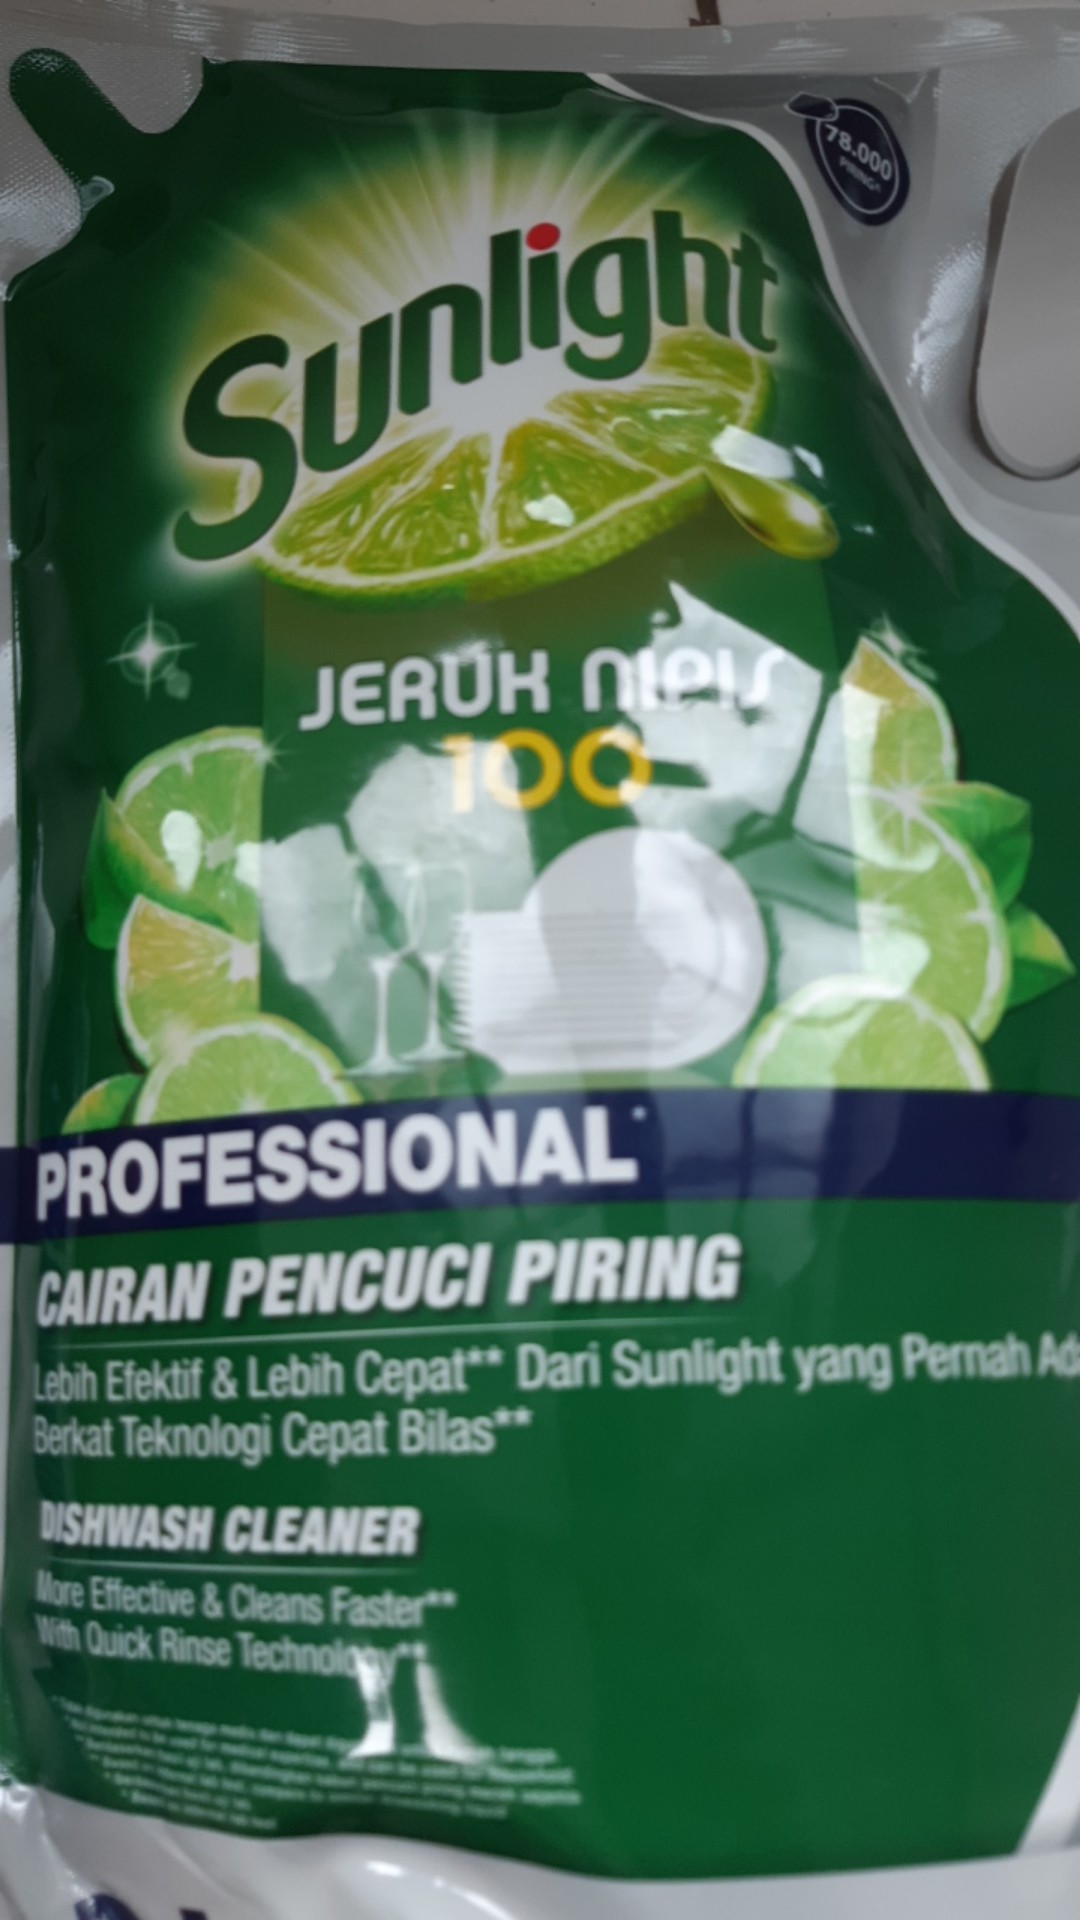 78.000
PIRING^
Sunlight
JERUK NIPIS
100
PROFESSIONAL*
CAIRAN PENCUCI PIRING
Lebih Efektif & Lebih Cepat** Dari Sunlight yang Pernah Ad
Berkat Teknologi Cepat Bilas**
DISHWASH CLEANER
More Effective & Cleans Faster**
With Quick Rinse Technology**